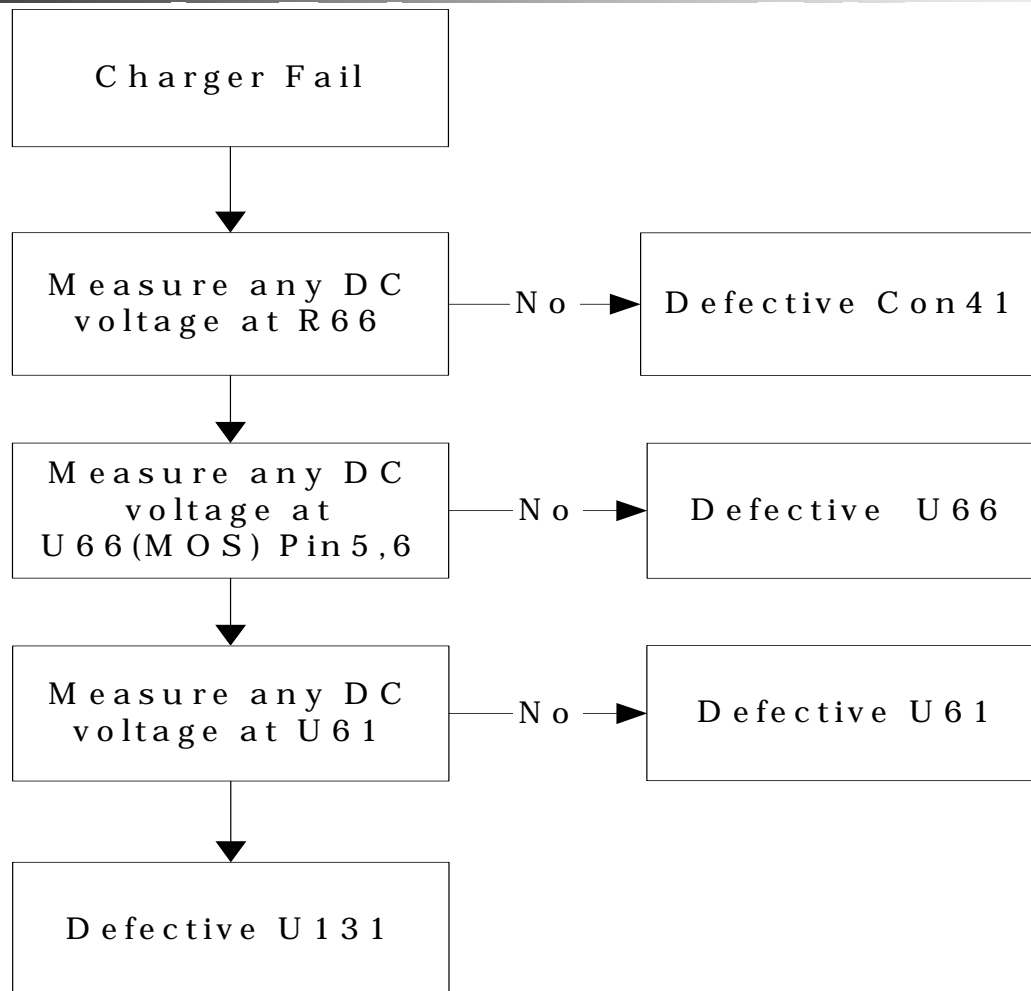 Charger Fail
Measure any DC
voltage at R66
No
Defective Con41
Measure any DC
voltage at
U66(MOS) Pin5,6
No
Defective U66
Measure any DC
voltage at U61
No
Defective U61
Defective U131